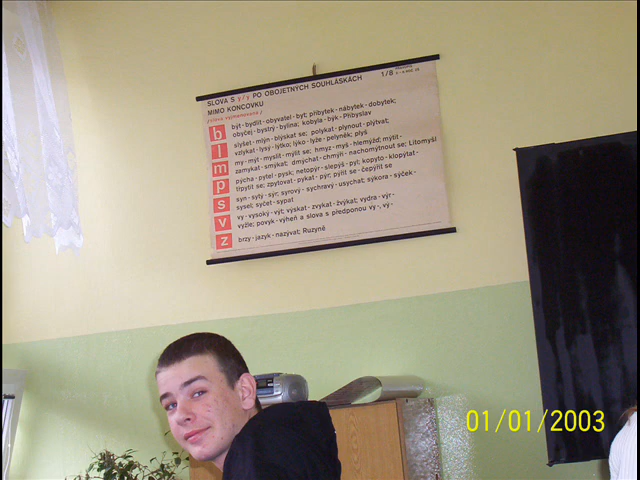 SLOVA S y/ý PO OBOJETNÝCH SOUHLÁSKÁCH
MIMO KONCOVKU
1/8
/slova vyjmenovaná/
b být - bydlit - obyvatel - byt; příbytek - nábytek - dobytek;
obyčej - bystrý - bylina; kobyla - býk - Přibyslav
l slyšet - mlýn - blýskat se; polykat - plynout - plýtvat;
vzlykat - lysý - lýtko; lýko - lyže - pelyněk; plyš
m my - mýt - myslit - mýlit se; hmyz - myš - hlemýžď; mýtit -
zamykat - smýkat; dmýchat - chmýří - nachomýtnout se; Litomyšl
p pýcha - pytel - pysk; netopýr - slepýš - pyl; kopyto - klopýtat -
třpytit se; zpytovat - pykat - pýr; pýřit se - čepýřit se
s syn - sytý - sýr; syrový - sychravý - usychat; sýkora - sýček -
sysel; syčet - sypat
v vy - vysoký - výt; výskat - zvykat - žvýkat; vydra - výr -
vyžle; povyk - výheň a slova s předponou vy-, vý-
z brzy - jazyk - nazývat; Ruzyně
01/01/2003